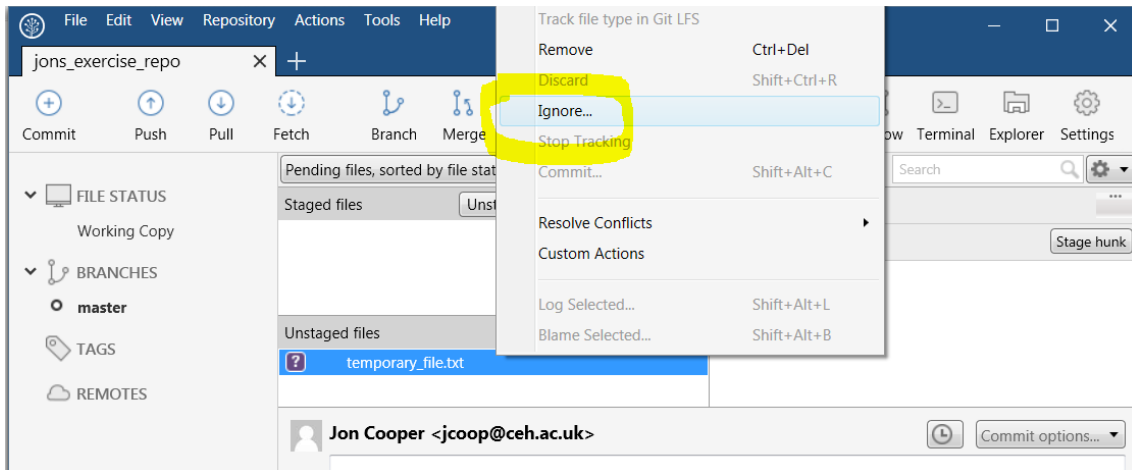 File Edit View Repository Actions Tools Help
jons_exercise_repo
Commit Push Pull Fetch Branch Merge Terminal Explorer Settings
Track file type in Git LFS
Remove Ctrl+Del
Discard Shift+Ctrl+R
Ignore...
Stop Tracking
Commit... Shift+Alt+C
Resolve Conflicts
Custom Actions
Log Selected... Shift+Alt+L
Blame Selected... Shift+Alt+B
Pending files, sorted by file stat
Search
FILE STATUS
Working Copy
BRANCHES
master
TAGS
REMOTES
Staged files Unst
Stage hunk
Unstaged files
temporary_file.txt
Jon Cooper <jcoop@ceh.ac.uk>
Commit options...